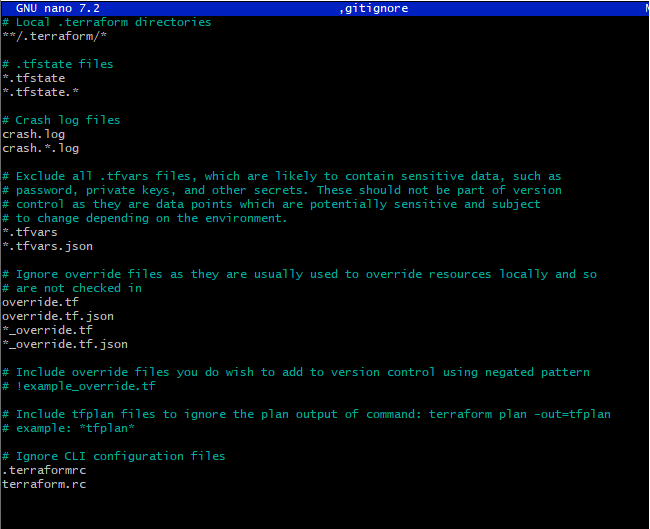 GNU nano 7.2 ,gitignore M
# Local .terraform directories
**/.terraform/*
# .tfstate files
*.tfstate
*.tfstate.*
# Crash log files
crash.log
crash.*.log
# Exclude all .tfvars files, which are likely to contain sensitive data, such as
# password, private keys, and other secrets. These should not be part of version
# control as they are data points which are potentially sensitive and subject
# to change depending on the environment.
*.tfvars
*.tfvars.json
# Ignore override files as they are usually used to override resources locally and so
# are not checked in
override.tf
override.tf.json
*_override.tf
*_override.tf.json
# Include override files you do wish to add to version control using negated pattern
# !example_override.tf
# Include tfplan files to ignore the plan output of command: terraform plan -out=tfplan
# example: *tfplan*
# Ignore CLI configuration files
.terraformrc
terraform.rc